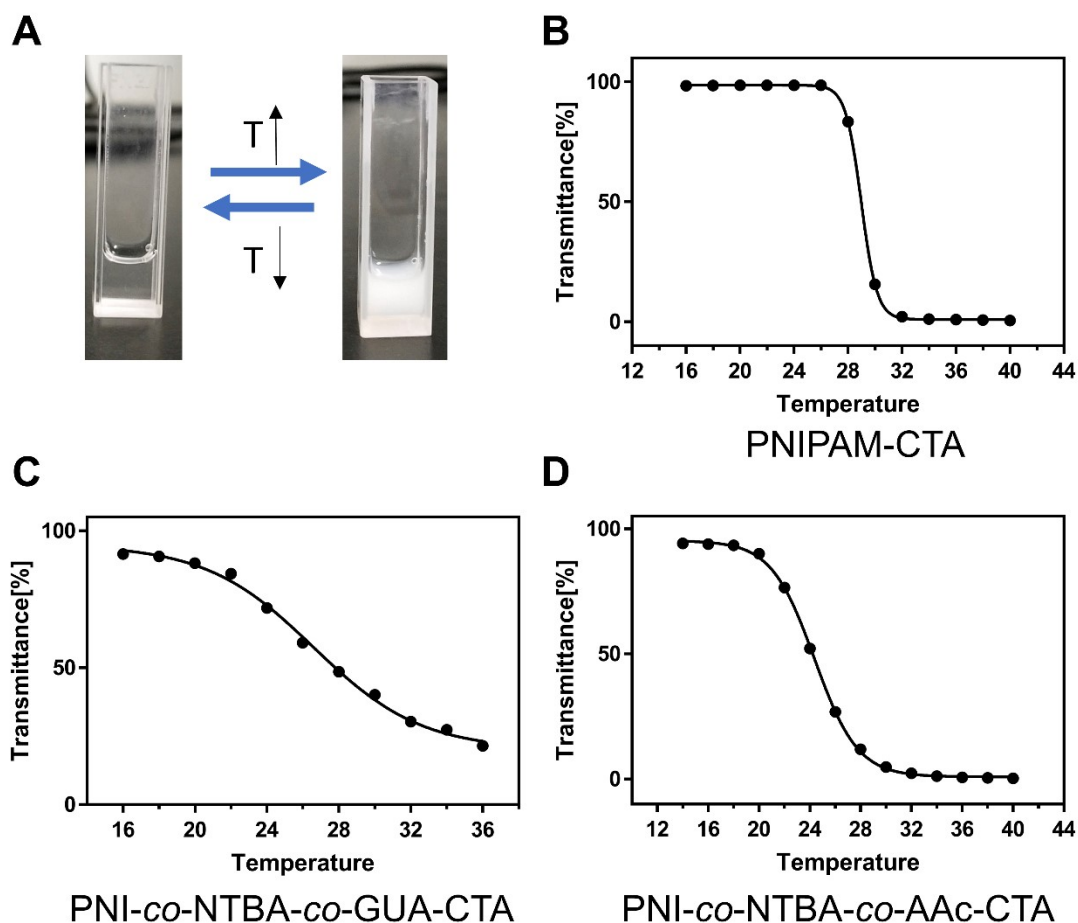 A
T
T
B
Transmittance[%]
100
50
0
12 16 20 24 28 32 36 40 44
Temperature
PNIPAM-CTA
C
Transmittance[%]
100
50
0
16 20 24 28 32 36
Temperature
PNI-co-NTBA-co-GUA-CTA
D
Transmittance[%]
100
50
0
12 16 20 24 28 32 36 40 44
Temperature
PNI-co-NTBA-co-AAc-CTA